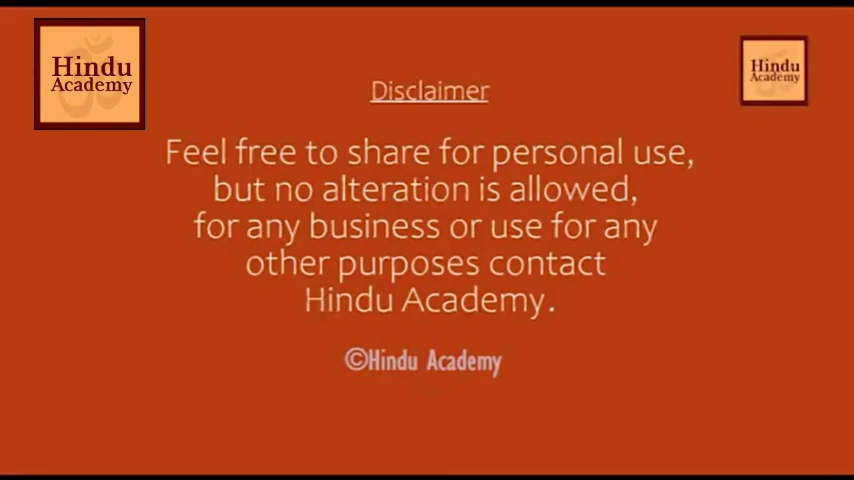 Hindu
Academy
Hindu
Academy
Disclaimer
Feel free to share for personal use,
but no alteration is allowed,
for any business or use for any
other purposes contact
Hindu Academy.
©Hindu Academy